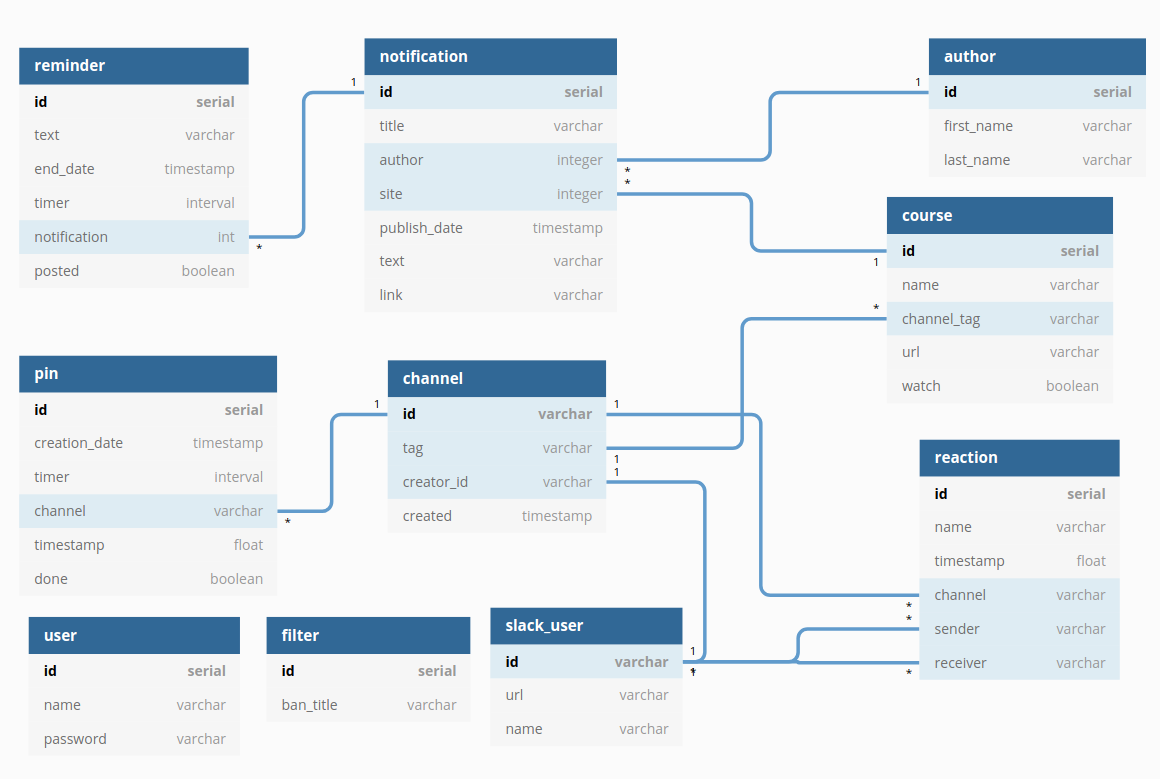 reminder
id serial
text varchar
end_date timestamp
timer interval
notification int
posted boolean
1
*
notification
id serial
title varchar
author integer
site integer
publish_date timestamp
text varchar
link varchar
*
*
1
author
id serial
first_name varchar
last_name varchar
course
id serial
name varchar
channel_tag varchar
url varchar
watch boolean
1
*
pin
id serial
creation_date timestamp
timer interval
channel varchar
timestamp float
done boolean
1
*
channel
id varchar
tag varchar
creator_id varchar
created timestamp
1
1
1
reaction
id serial
name varchar
timestamp float
channel varchar
sender varchar
receiver varchar
*
*
*
user
id serial
name varchar
password varchar
filter
id serial
ban_title varchar
slack_user
id varchar
url varchar
name varchar
1
*